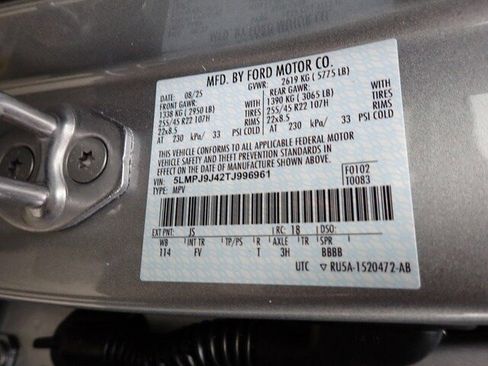 MFD. BY FORD MOTOR CO.
DATE: 08/25 GVWR: 2619 KG (5775 LB)
FRONT GAWR: REAR GAWR:
1338 KG (2950 LB) WITH 1390 KG (3065 LB) WITH
255/45 R22 107H TIRES 255/45 R22 107H TIRES
22x8.5 RIMS 22x8.5 RIMS
AT 230 kPa/ 33 PSI COLD AT 230 kPa/ 33 PSI COLD
THIS VEHICLE CONFORMS TO ALL APPLICABLE FEDERAL MOTOR
VEHICLE SAFETY AND THEFT PREVENTION STANDARDS IN
EFFECT ON THE DATE OF MANUFACTURE SHOWN ABOVE.
VIN: 5LMPJ9J42TJ996961 F0102
TYPE: MPV T0083
EXT PNT: JS RC: 18 DSO:
WB INT TR TP/PS R AXLE TR SPR
114 FV T 3H BBBB
UTC ▽ RU5A-1520472-AB